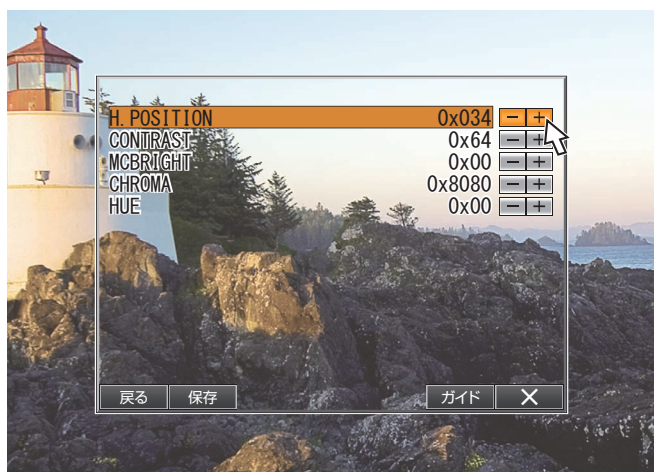 H. POSITION 0x034 − +
CONTRAST 0x64 − +
MCBRIGHT 0x00 − +
CHROMA 0x8080 − +
HUE 0x00 − +
戻る 保存 ガイド ×